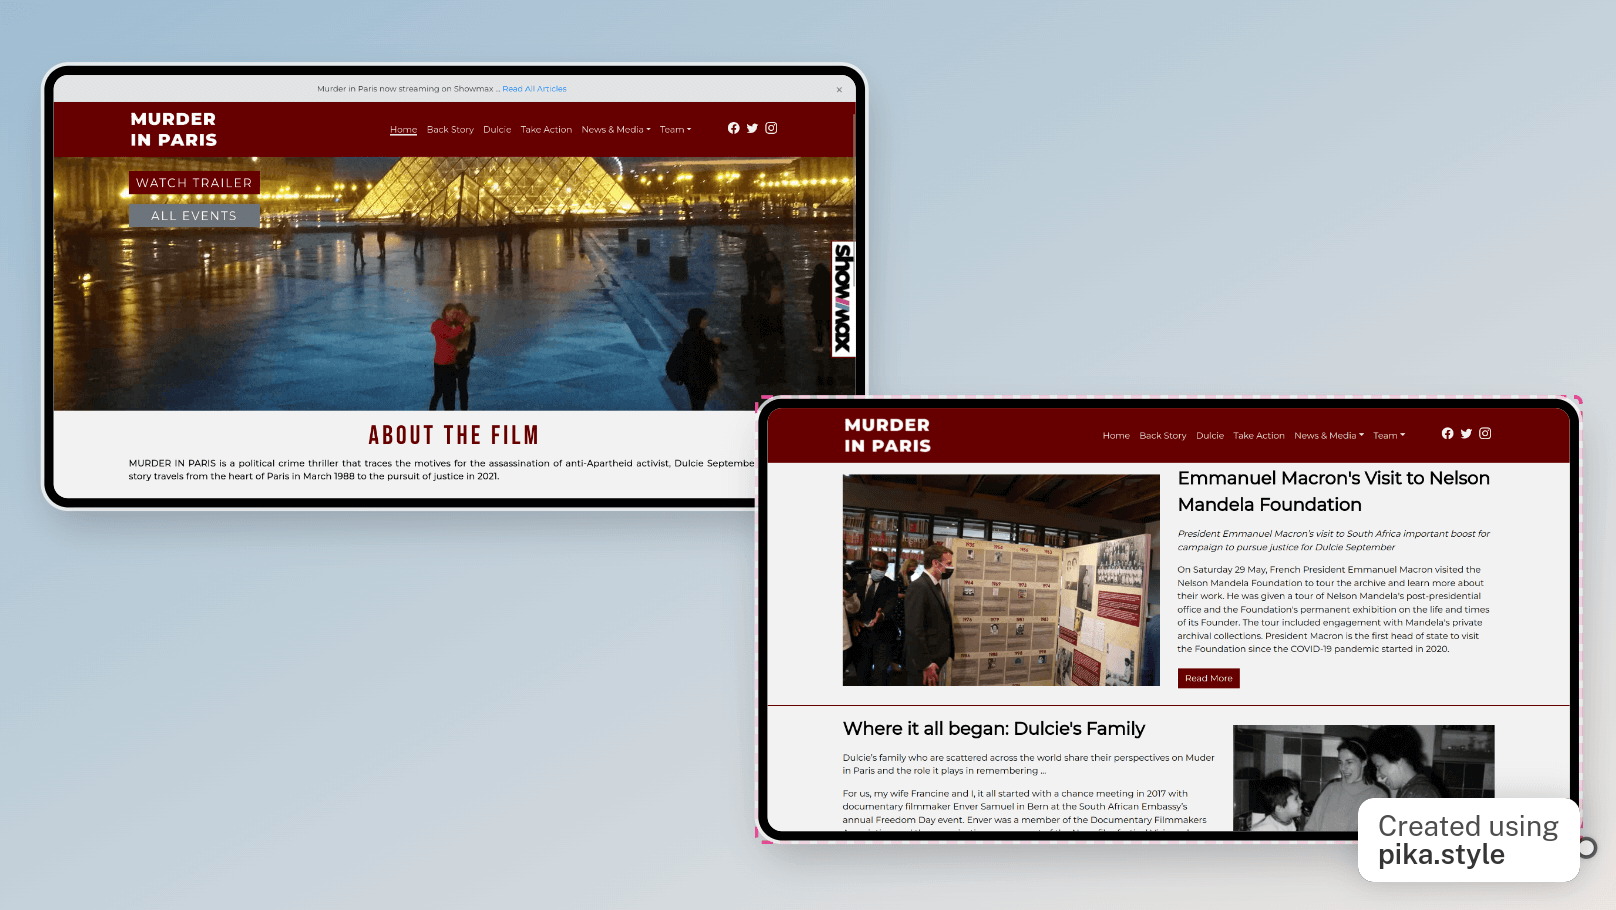 Murder in Paris now streaming on Showmax ... Read All Articles ×
MURDER
IN PARIS
Home Back Story Dulcie Take Action News & Media Team
WATCH TRAILER
ALL EVENTS
showmax
ABOUT THE FILM
MURDER IN PARIS is a political crime thriller that traces the motives for the assassination of anti-Apartheid activist, Dulcie Septembe
story travels from the heart of Paris in March 1988 to the pursuit of justice in 2021.
MURDER
IN PARIS
Home Back Story Dulcie Take Action News & Media Team
Emmanuel Macron's Visit to Nelson
Mandela Foundation
President Emmanuel Macron's visit to South Africa important boost for
campaign to pursue justice for Dulcie September
On Saturday 29 May, French President Emmanuel Macron visited the
Nelson Mandela Foundation to tour the archive and learn more about
their work. He was given a tour of Nelson Mandela's post-presidential
office and the Foundation's permanent exhibition on the life and times
of its Founder. The tour included engagement with Mandela's private
archival collections. President Macron is the first head of state to visit
the Foundation since the COVID-19 pandemic started in 2020.
Read More
Where it all began: Dulcie's Family
Dulcie's family who are scattered across the world share their perspectives on Muder
in Paris and the role it plays in remembering ...
For us, my wife Francine and I, it all started with a chance meeting in 2017 with
documentary filmmaker Enver Samuel in Bern at the South African Embassy's
annual Freedom Day event. Enver was a member of the Documentary Filmmakers
Created using
pika.style